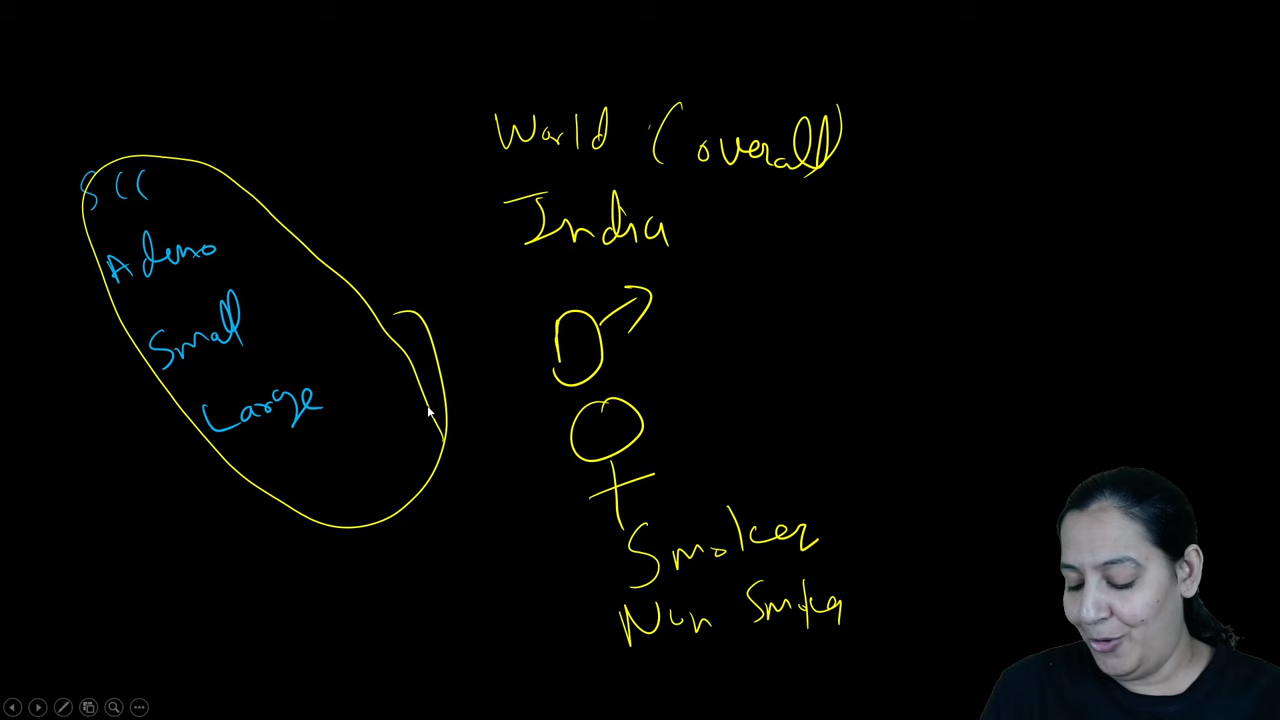 SCC
Adeno
Small
Large
World (overall)
India
♂
♀
Smoker
Non Smoker